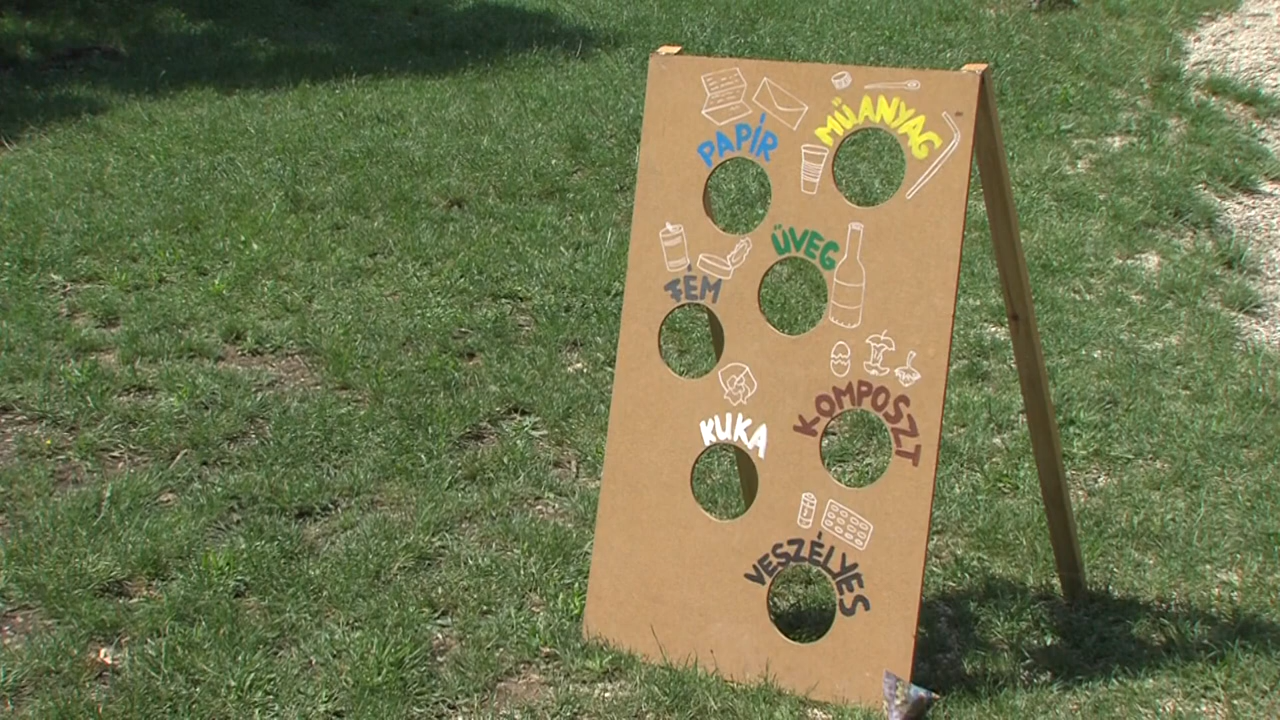 PAPÍR
MŰANYAG
ÜVEG
FÉM
KUKA
KOMPOSZT
VESZÉLYES